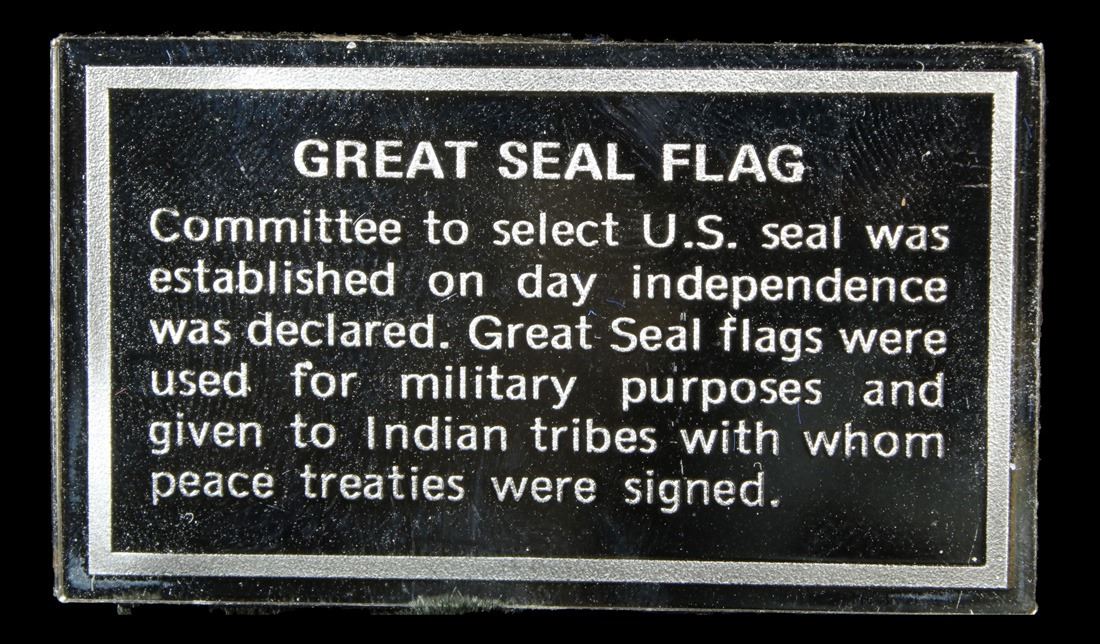 GREAT SEAL FLAG
Committee to select U.S. seal was
established on day independence
was declared. Great Seal flags were
used for military purposes and
given to Indian tribes with whom
peace treaties were signed.